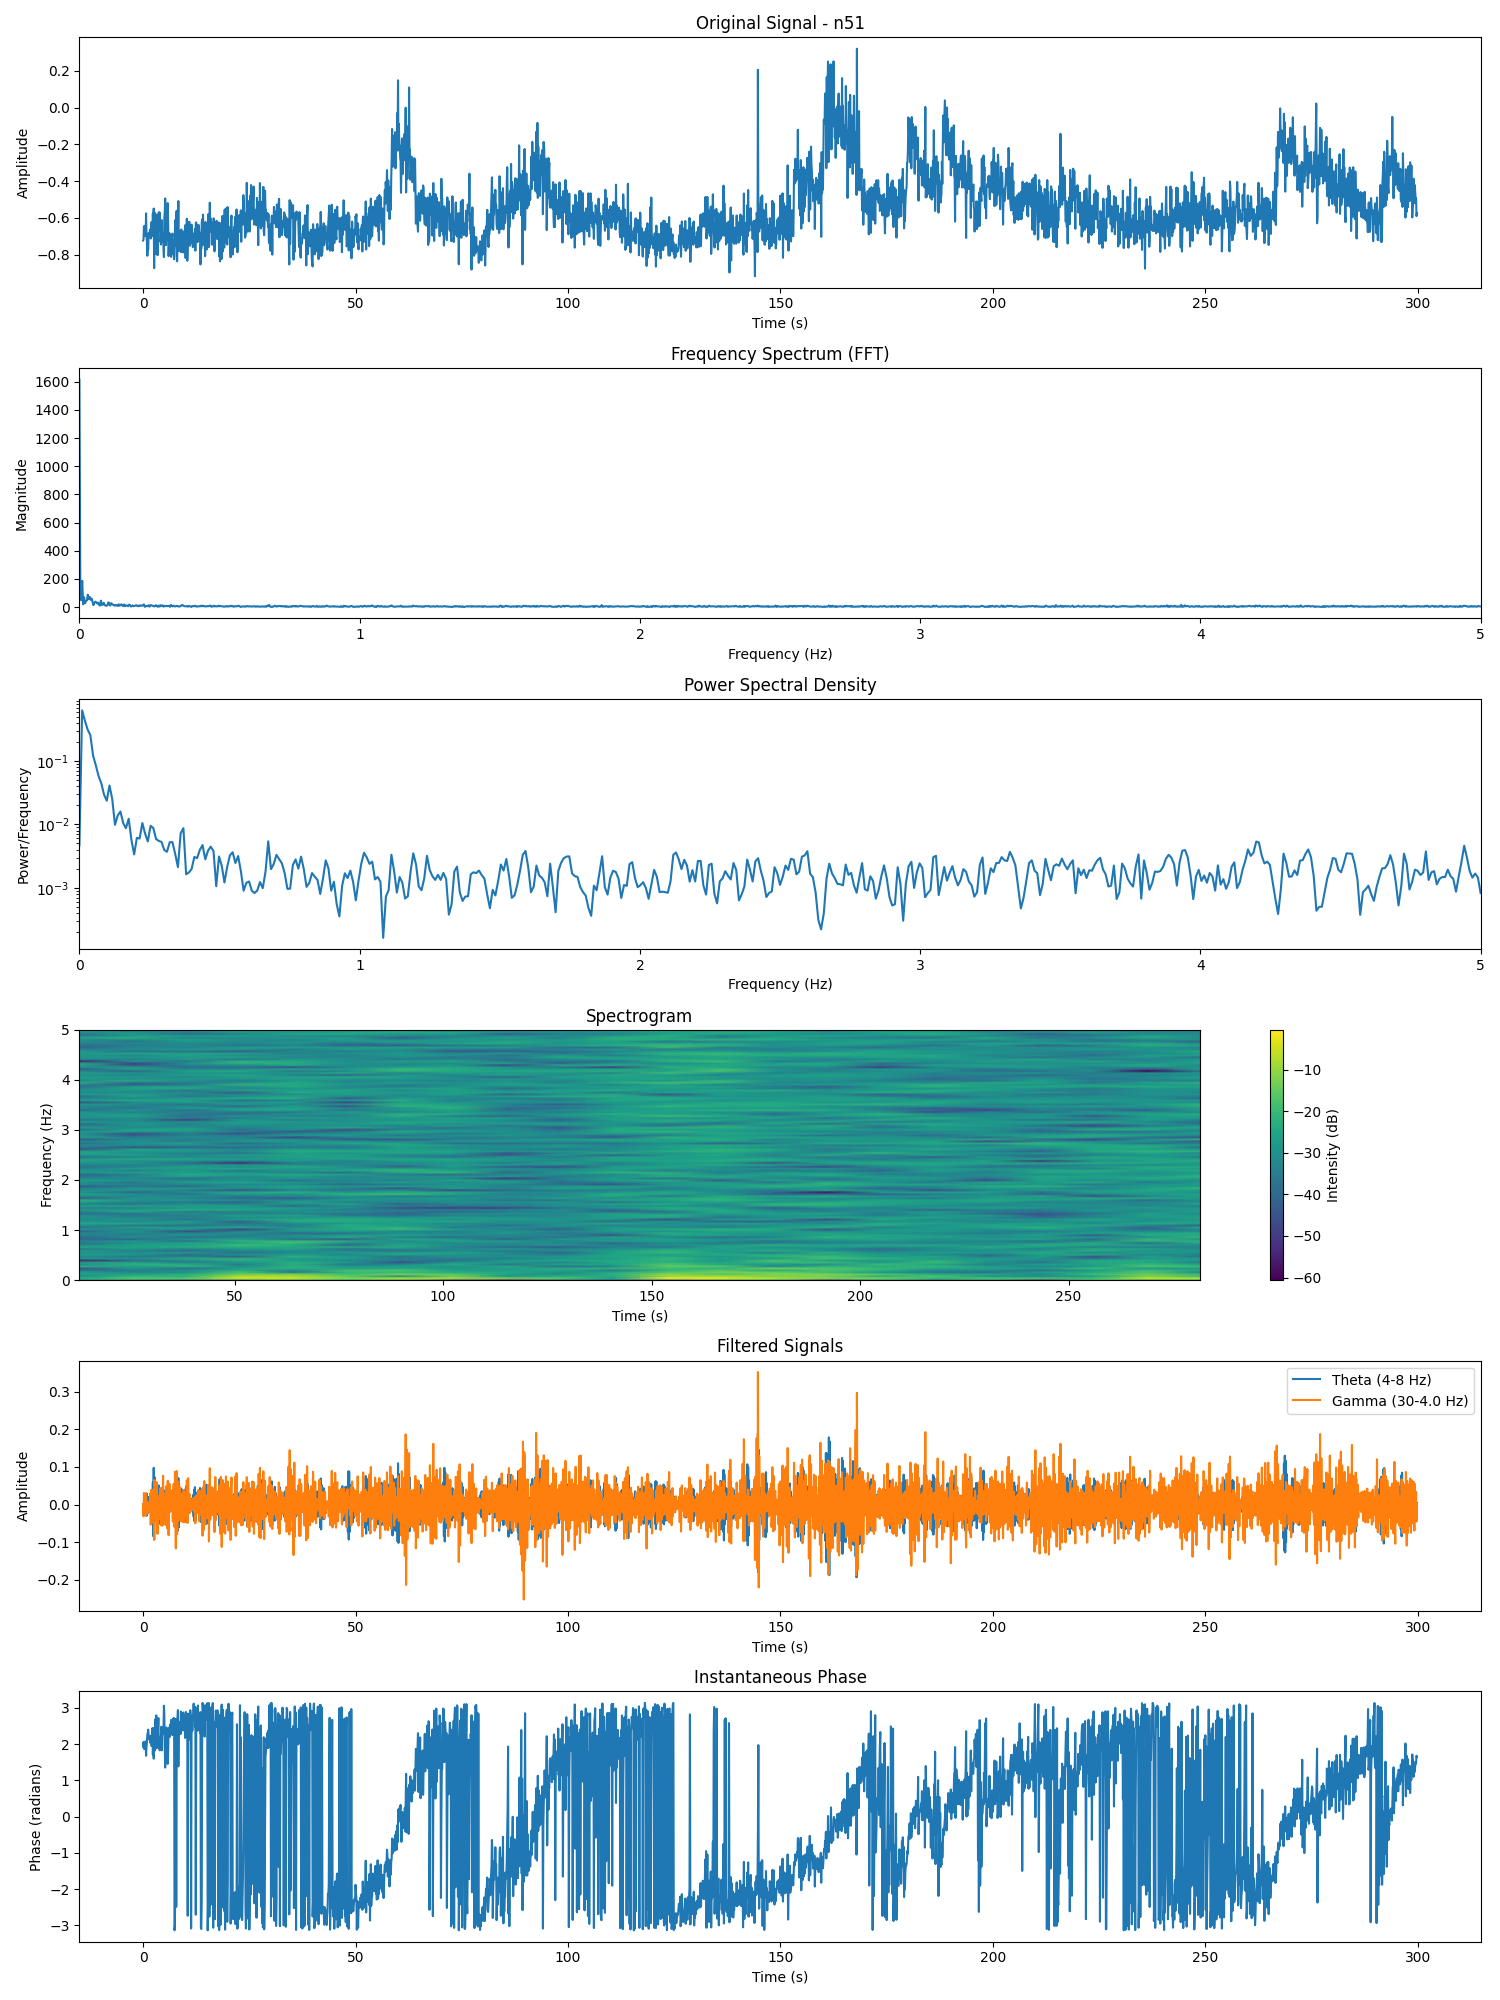 Original Signal - n51
Amplitude
0.2
0.0
−0.2
−0.4
−0.6
−0.8
0 50 100 150 200 250 300
Time (s)
Frequency Spectrum (FFT)
Magnitude
1600
1400
1200
1000
800
600
400
200
0
0 1 2 3 4 5
Frequency (Hz)
Power Spectral Density
Power/Frequency
10⁻¹
10⁻²
10⁻³
0 1 2 3 4 5
Frequency (Hz)
Spectrogram
Frequency (Hz)
5
4
3
2
1
0
50 100 150 200 250
Time (s)
−10
−20
−30
−40
−50
−60
Intensity (dB)
Filtered Signals
Amplitude
0.3
0.2
0.1
0.0
−0.1
−0.2
Theta (4-8 Hz)
Gamma (30-4.0 Hz)
0 50 100 150 200 250 300
Time (s)
Instantaneous Phase
Phase (radians)
3
2
1
0
−1
−2
−3
0 50 100 150 200 250 300
Time (s)